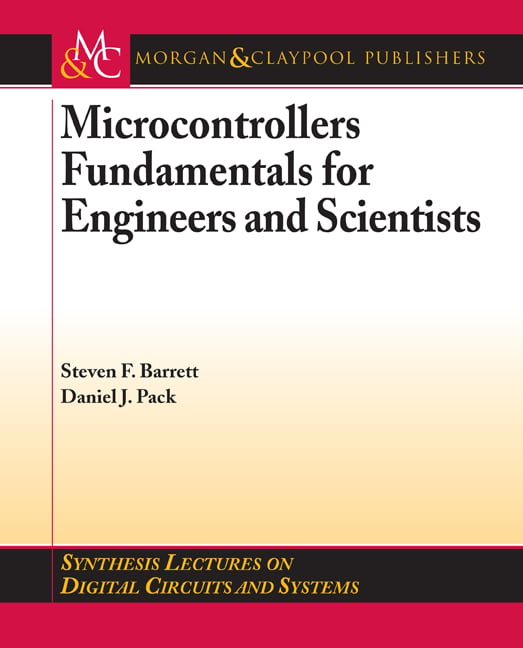 M
&C
MORGAN&CLAYPOOL PUBLISHERS
Microcontrollers
Fundamentals for
Engineers and Scientists
Steven F. Barrett
Daniel J. Pack
SYNTHESIS LECTURES ON
DIGITAL CIRCUITS AND SYSTEMS